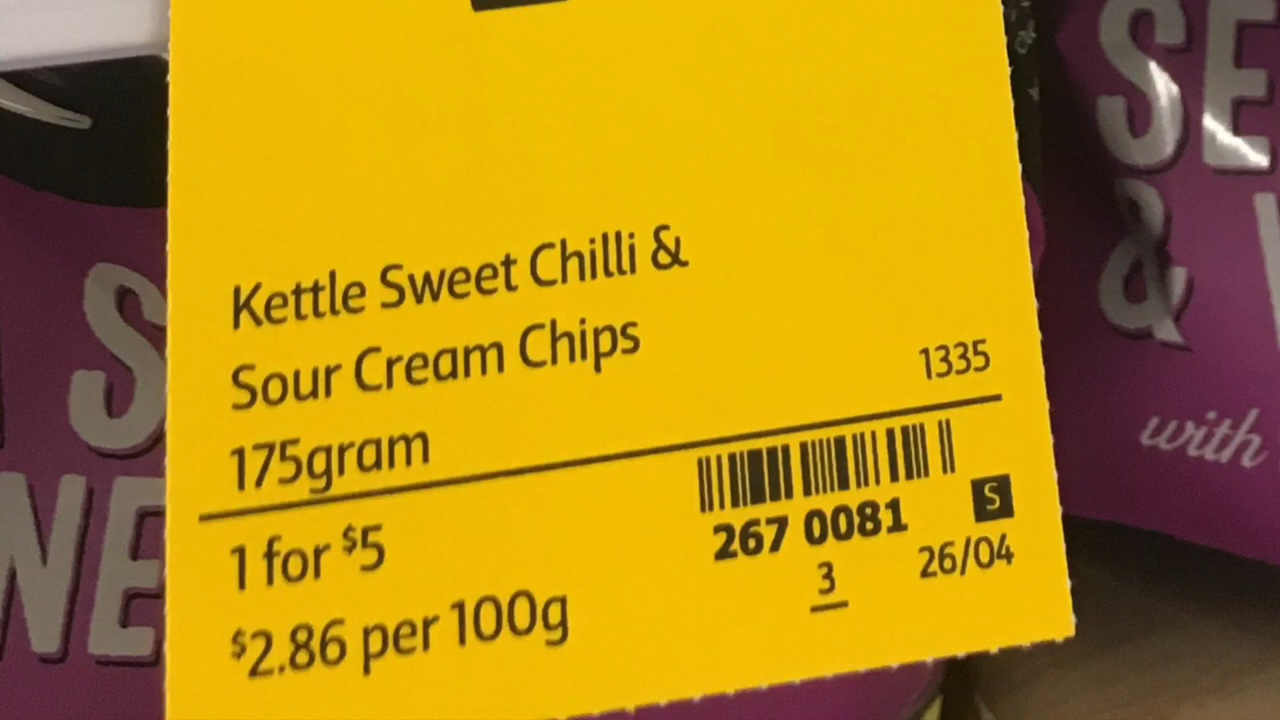 Kettle Sweet Chilli &
Sour Cream Chips
175gram
1335
1 for $5
$2.86 per 100g
267 0081
S
3
26/04
S
NE
SE
&
with